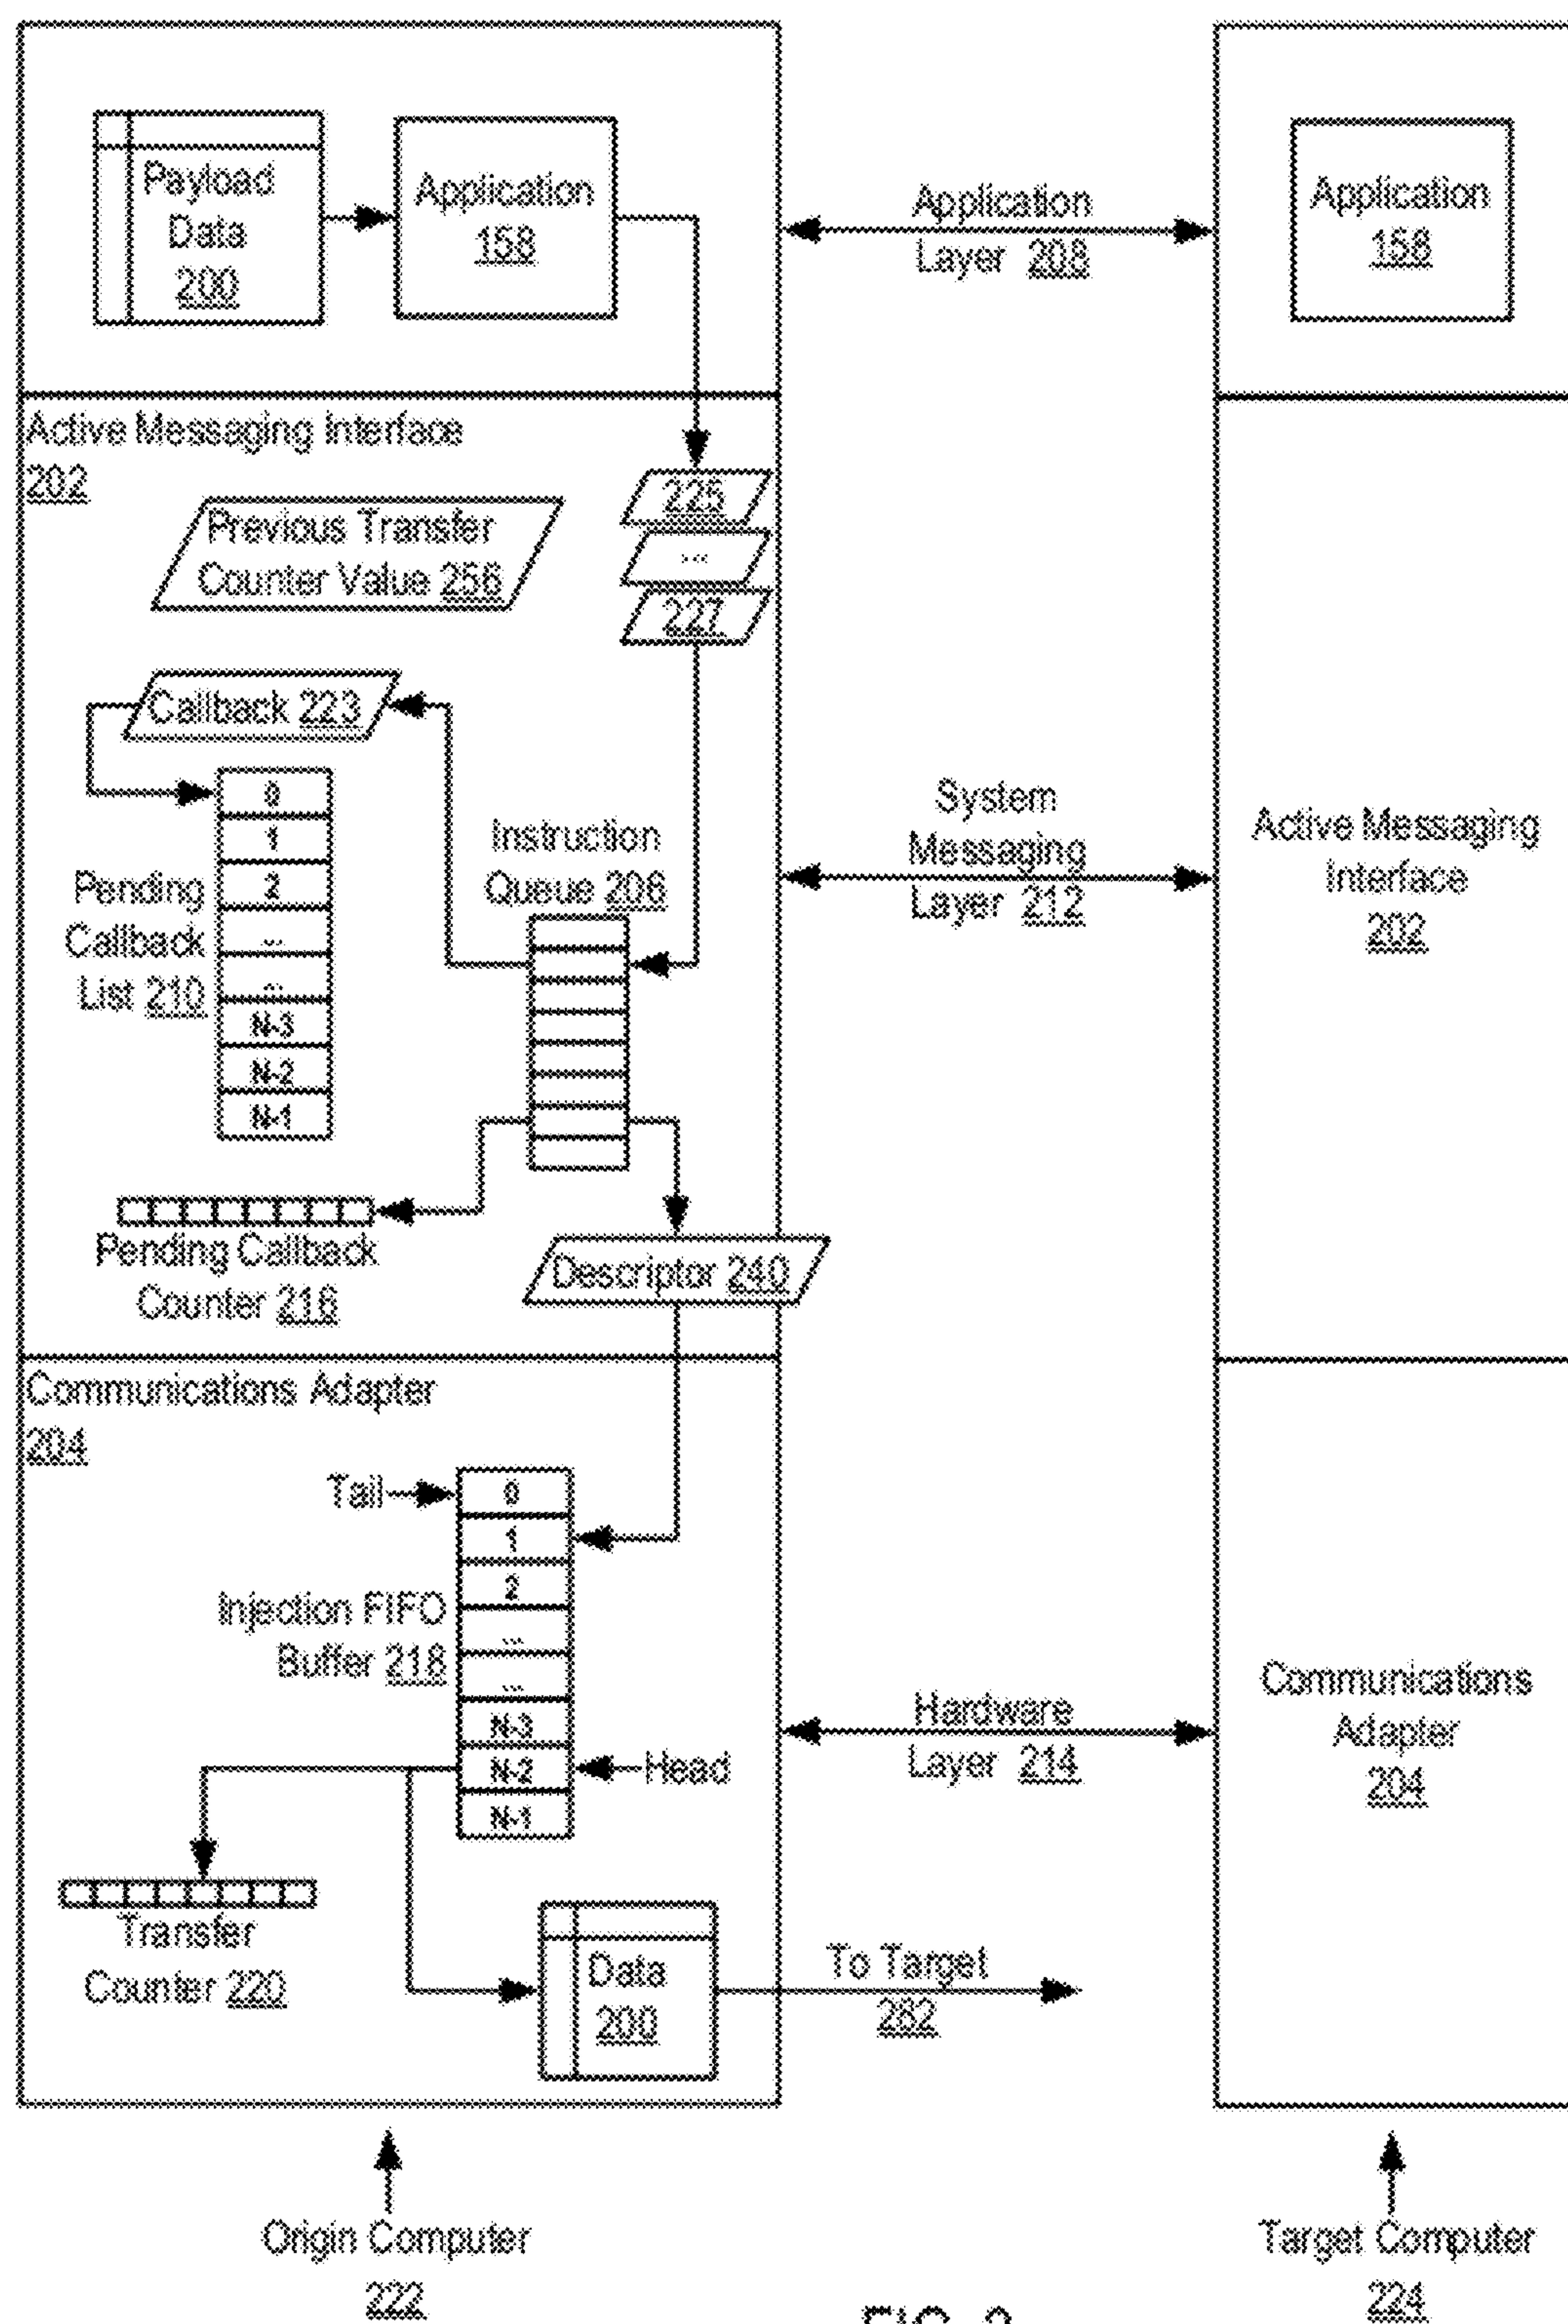 Payload
Data
200
Application
158
Application
Layer 208
Application
158
Active Messaging Interface
202
225
Previous Transfer
Counter Value 256
...
227
Callback 223
0
1
2
...
...
N-3
N-2
N-1
Pending
Callback
List 210
Instruction
Queue 206
System
Messaging
Layer 212
Active Messaging
Interface
202
Pending Callback
Counter 216
Descriptor 240
Communications Adapter
204
Tail
0
1
2
...
...
N-3
N-2
N-1
Injection FIFO
Buffer 218
Head
Hardware
Layer 214
Communications
Adapter
204
Transfer
Counter 220
Data
200
To Target
282
Origin Computer
222
Target Computer
224